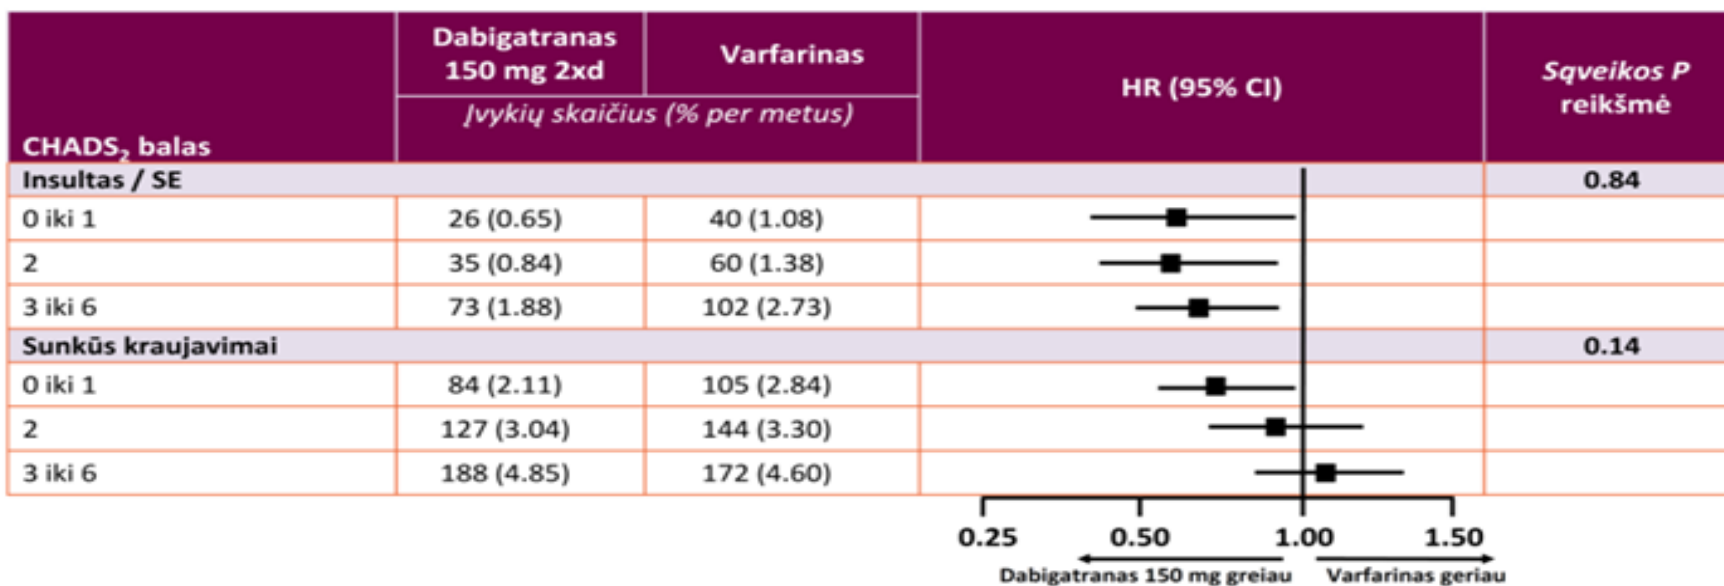 CHADS₂ balas
Dabigatranas
150 mg 2xd
Varfarinas
Įvykių skaičius (% per metus)
HR (95% CI)
Sąveikos P
reikšmė
Insultas / SE 0.84
0 iki 1 26 (0.65) 40 (1.08)
2 35 (0.84) 60 (1.38)
3 iki 6 73 (1.88) 102 (2.73)
Sunkūs kraujavimai 0.14
0 iki 1 84 (2.11) 105 (2.84)
2 127 (3.04) 144 (3.30)
3 iki 6 188 (4.85) 172 (4.60)
0.25 0.50 1.00 1.50
Dabigatranas 150 mg greiau Varfarinas geriau